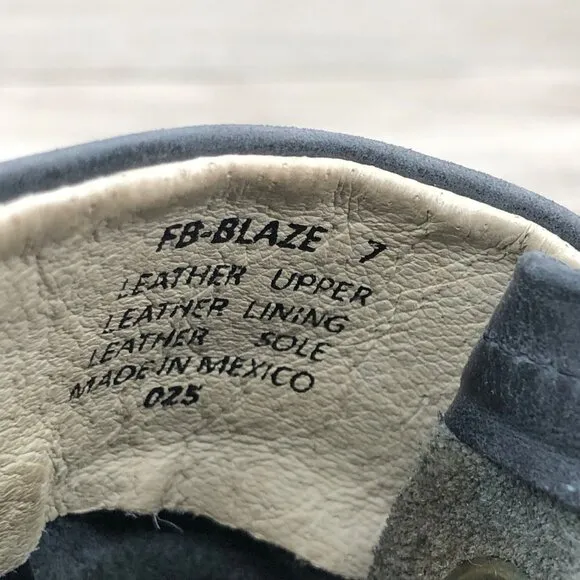 FB-BLAZE 7
LEATHER UPPER
LEATHER LINING
LEATHER SOLE
MADE IN MEXICO
025